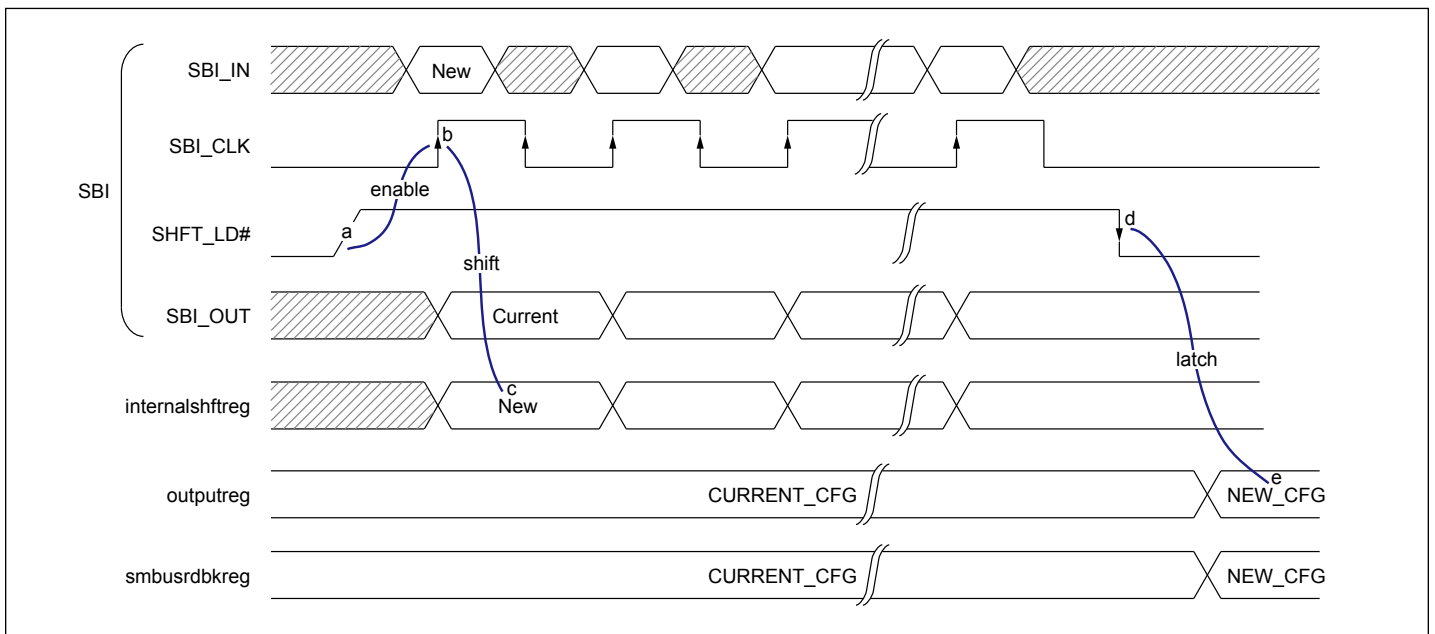 SBI
SBI_IN
New
SBI_CLK
b
enable
SHFT_LD#
a
d
shift
SBI_OUT
Current
latch
internalshftreg
c
New
outputreg
CURRENT_CFG
e
NEW_CFG
smbusrdbkreg
CURRENT_CFG
NEW_CFG